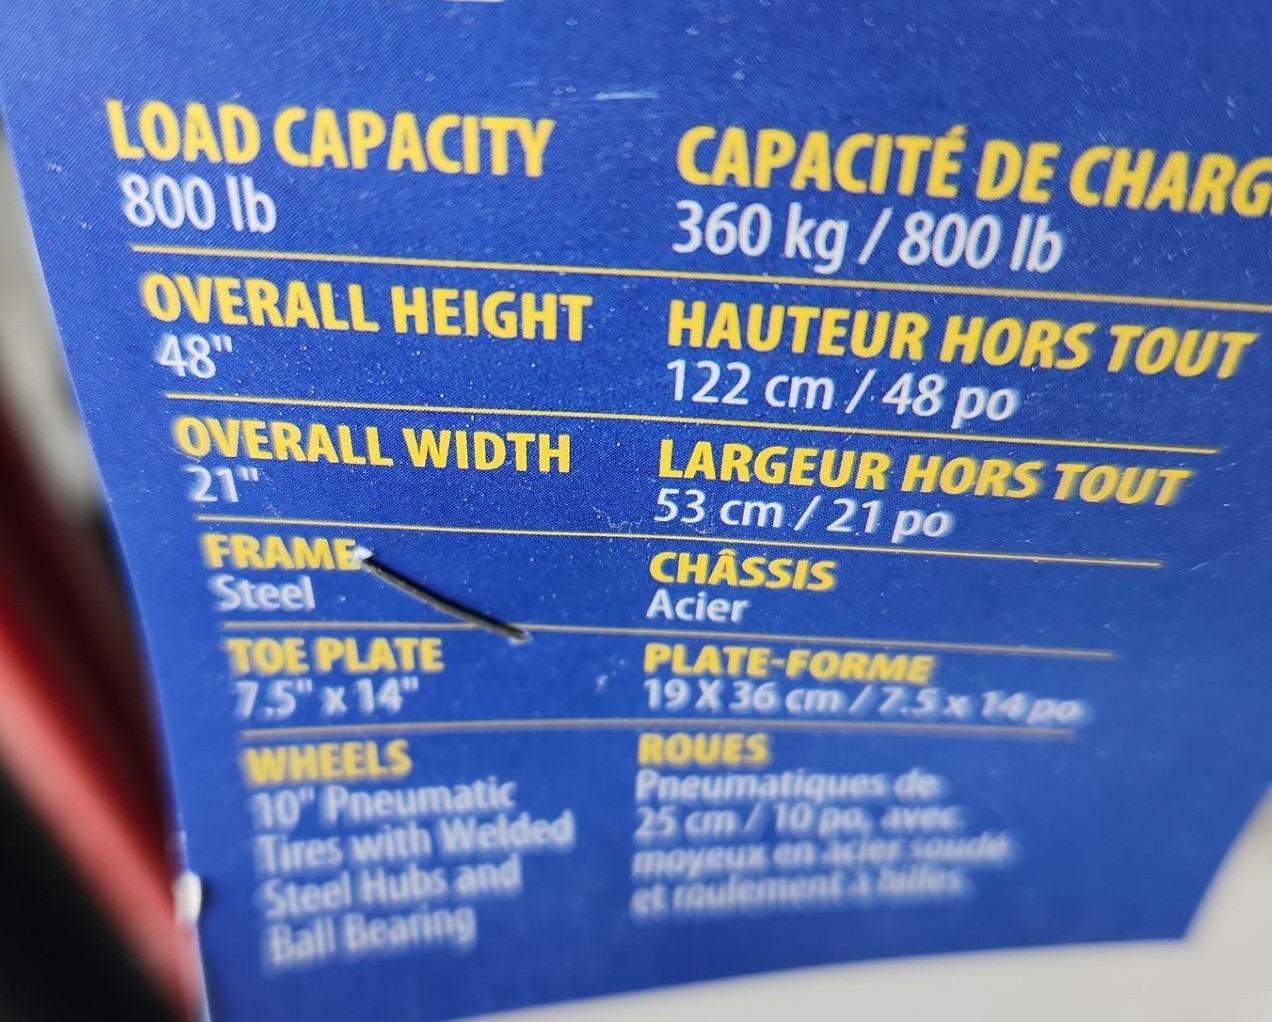 LOAD CAPACITY
800 lb
OVERALL HEIGHT
48"
OVERALL WIDTH
21"
FRAME
Steel
TOE PLATE
7.5" x 14"
WHEELS
10" Pneumatic
Tires with Welded
Steel Hubs and
Ball Bearing
CAPACITÉ DE CHARG
360 kg / 800 lb
HAUTEUR HORS TOUT
122 cm / 48 po
LARGEUR HORS TOUT
53 cm / 21 po
CHÂSSIS
Acier
PLATE-FORME
19 X 36 cm / 7.5 x 14 po
ROUES
Pneumatiques de
25 cm / 10 po, avec
moyeux en acier soudé
et roulement à billes.